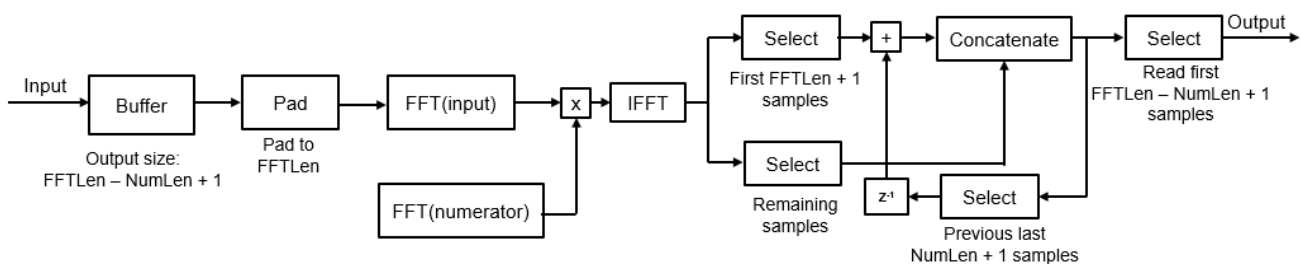 Input
Buffer
Output size:
FFTLen – NumLen + 1
Pad
Pad to
FFTLen
FFT(input)
FFT(numerator)
x
IFFT
Select
First FFTLen + 1
samples
Select
Remaining
samples
+
z-1
Concatenate
Select
Previous last
NumLen + 1 samples
Select
Read first
FFTLen – NumLen + 1
samples
Output